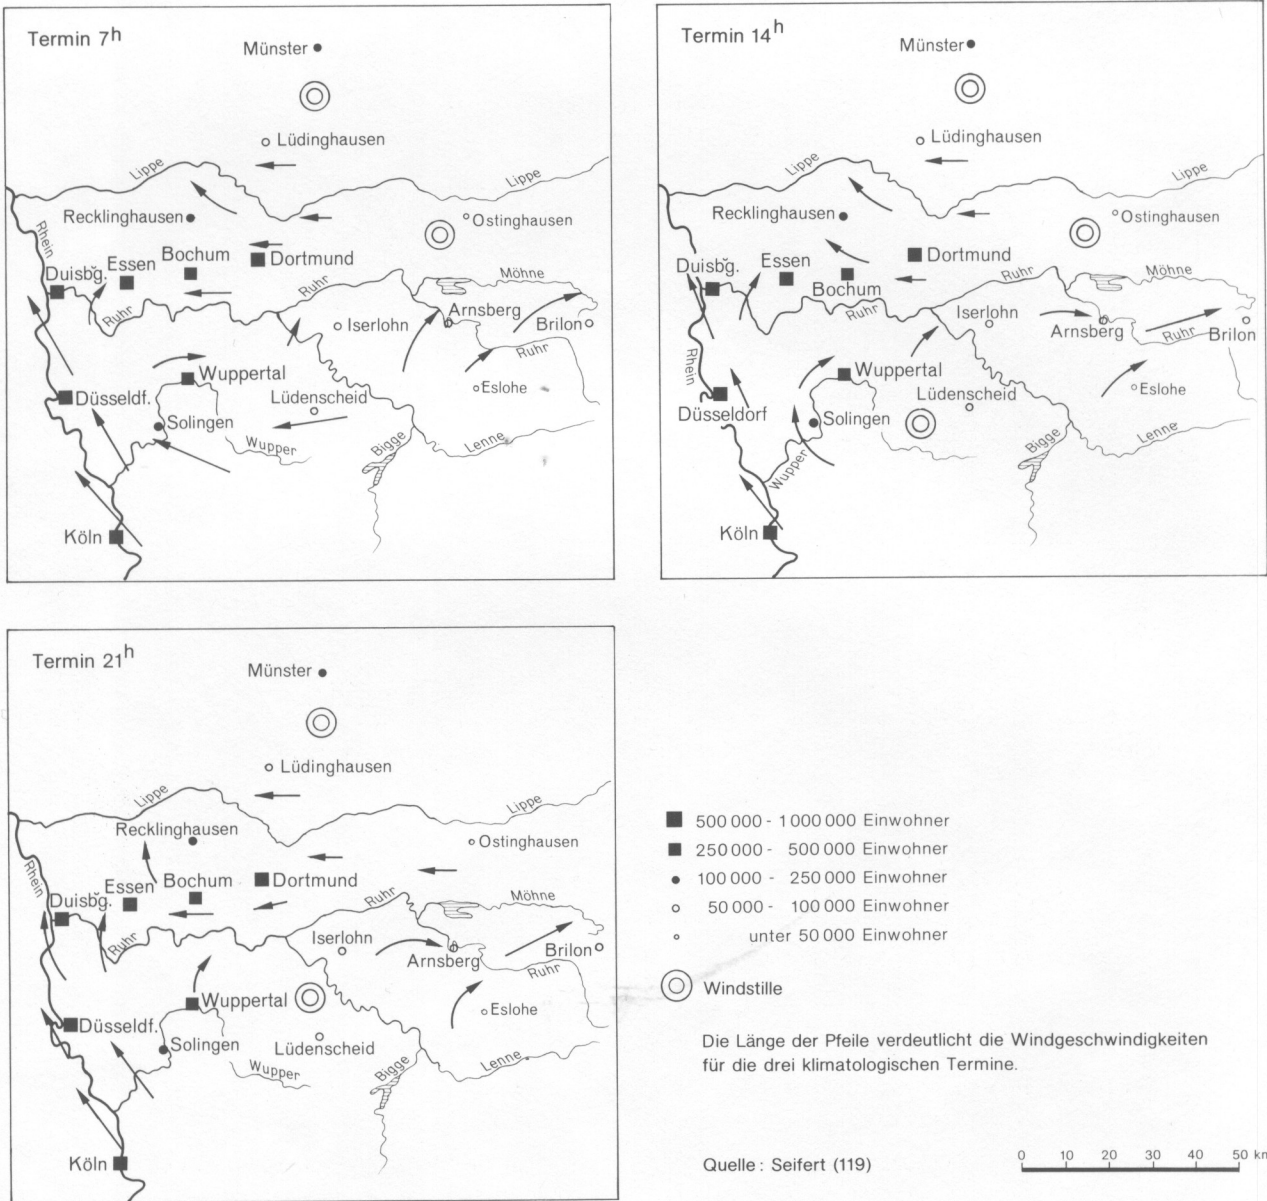 Termin 7h
Münster
Lüdinghausen
Lippe
Lippe
Rhein
Recklinghausen
Ostinghausen
Duisbg.
Essen
Bochum
Dortmund
Ruhr
Möhne
Ruhr
Iserlohn
Arnsberg
Brilon
Ruhr
Düsseldf.
Wuppertal
Lüdenscheid
Eslohe
Solingen
Wupper
Bigge
Lenne
Köln
Termin 14h
Münster
Lüdinghausen
Lippe
Lippe
Recklinghausen
Ostinghausen
Rhein
Duisbg.
Essen
Bochum
Dortmund
Ruhr
Möhne
Ruhr
Iserlohn
Arnsberg
Ruhr
Brilon
Rhein
Düsseldorf
Wuppertal
Lüdenscheid
Eslohe
Solingen
Wupper
Bigge
Lenne
Köln
Termin 21h
Münster
Lüdinghausen
Lippe
Lippe
Recklinghausen
Ostinghausen
Rhein
Duisbg.
Essen
Bochum
Dortmund
Ruhr
Möhne
Ruhr
Iserlohn
Arnsberg
Brilon
Ruhr
Wuppertal
Eslohe
Düsseldf.
Solingen
Lüdenscheid
Wupper
Bigge
Lenne
Köln
500 000 - 1 000 000 Einwohner
250 000 - 500 000 Einwohner
100 000 - 250 000 Einwohner
50 000 - 100 000 Einwohner
unter 50 000 Einwohner
Windstille
Die Länge der Pfeile verdeutlicht die Windgeschwindigkeiten
für die drei klimatologischen Termine.
Quelle : Seifert (119)
0 10 20 30 40 50 km